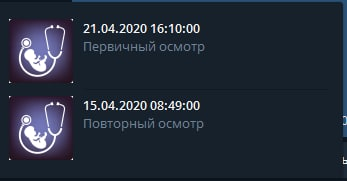 21.04.2020 16:10:00
Первичный осмотр
15.04.2020 08:49:00
Повторный осмотр